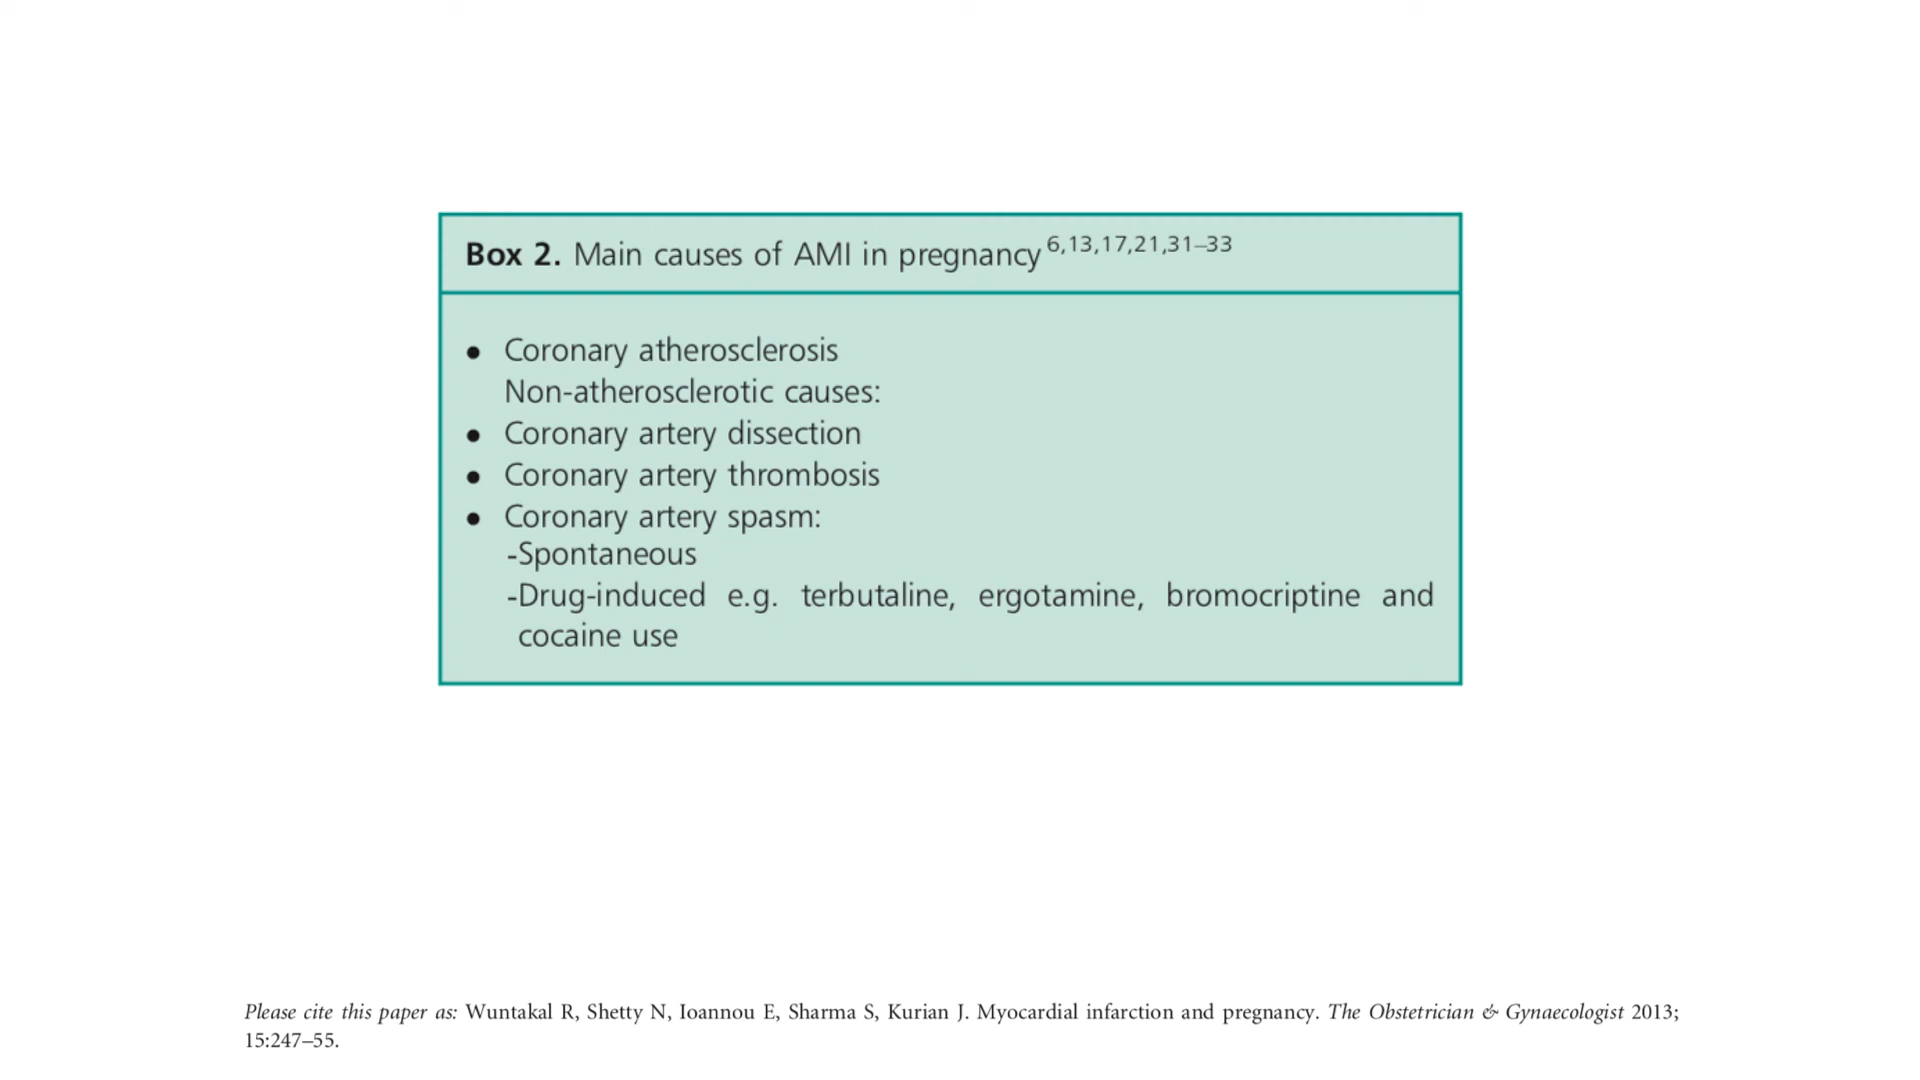 Box 2. Main causes of AMI in pregnancy 6,13,17,21,31–33
● Coronary atherosclerosis
Non-atherosclerotic causes:
● Coronary artery dissection
● Coronary artery thrombosis
● Coronary artery spasm:
-Spontaneous
-Drug-induced e.g. terbutaline, ergotamine, bromocriptine and
cocaine use
Please cite this paper as: Wuntakal R, Shetty N, Ioannou E, Sharma S, Kurian J. Myocardial infarction and pregnancy. The Obstetrician & Gynaecologist 2013;
15:247–55.